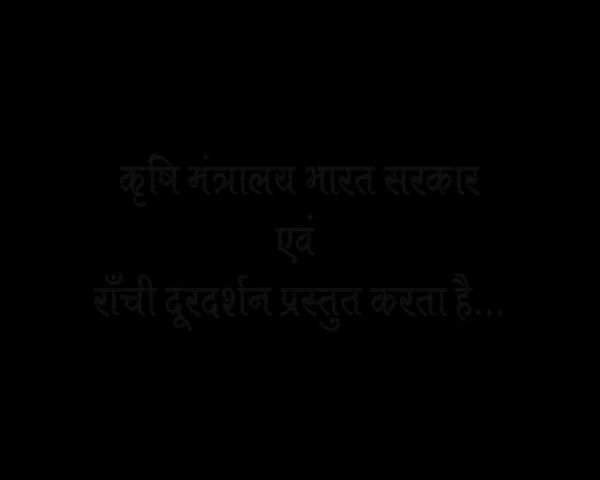 कृषि मंत्रालय भारत सरकार
एवं
राँची दूरदर्शन प्रस्तुत करता है...